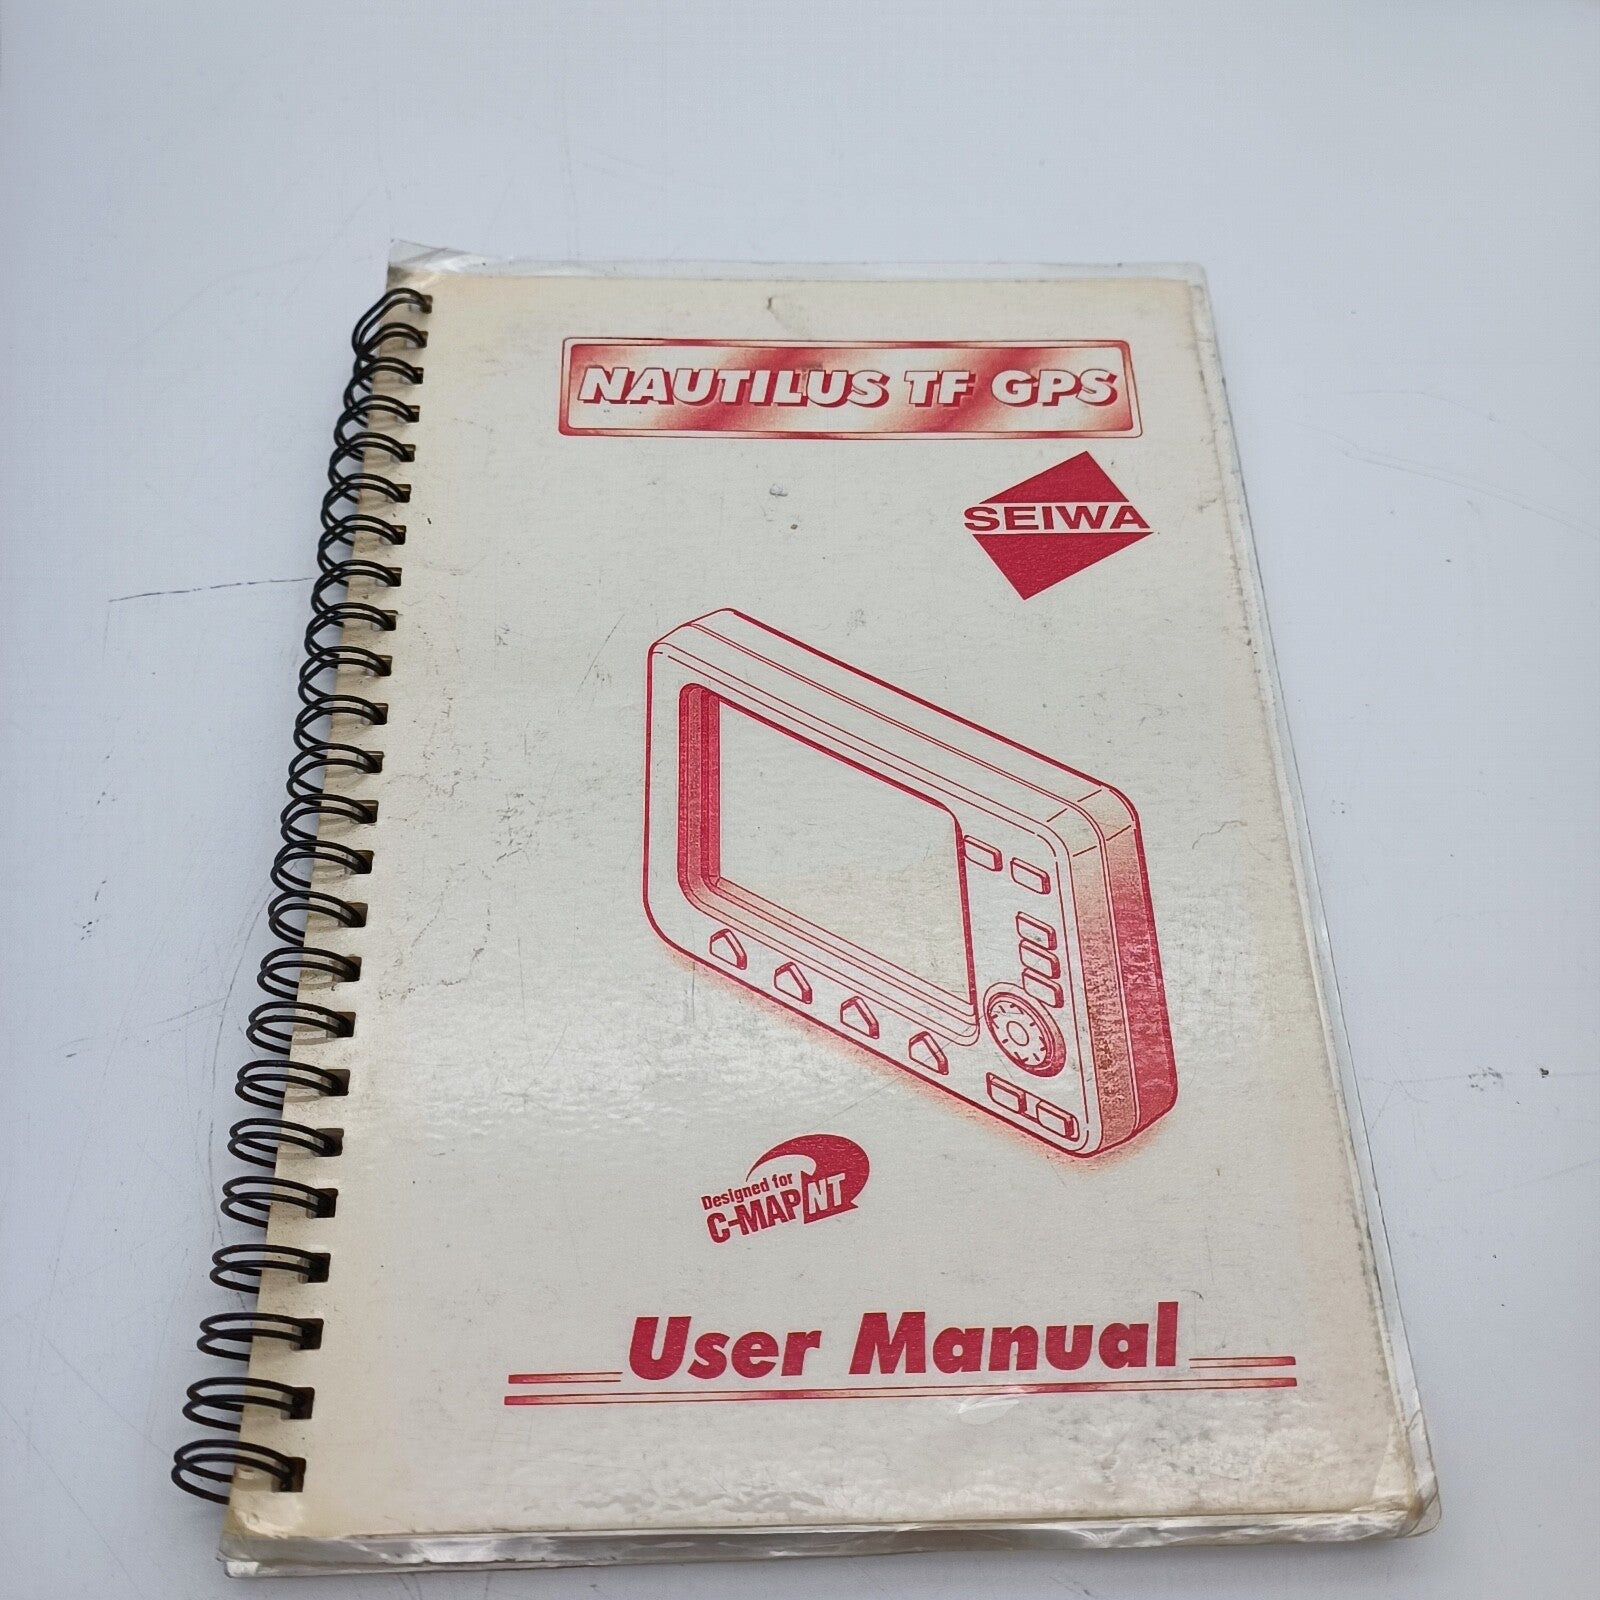 NAUTILUS TF GPS
SEIWA
Designed for
C-MAP NT
User Manual